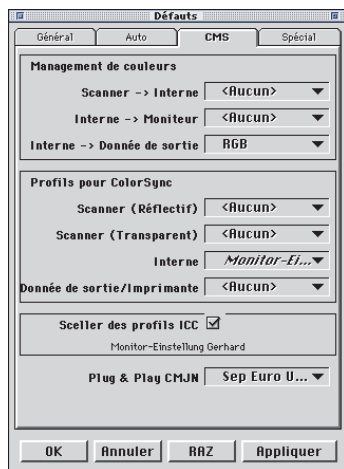 Défauts
Général Auto CMS Spécial
Management de couleurs
Scanner -> Interne <Aucun>
Interne -> Moniteur <Aucun>
Interne -> Donnée de sortie RGB
Profils pour ColorSync
Scanner (Réflectif) <Aucun>
Scanner (Transparent) <Aucun>
Interne Monitor-Ei...
Donnée de sortie/Imprimante <Aucun>
Sceller des profils ICC
Monitor-Einstellung Gerhard
Plug & Play CMJN Sep Euro U...
OK Annuler RAZ Appliquer